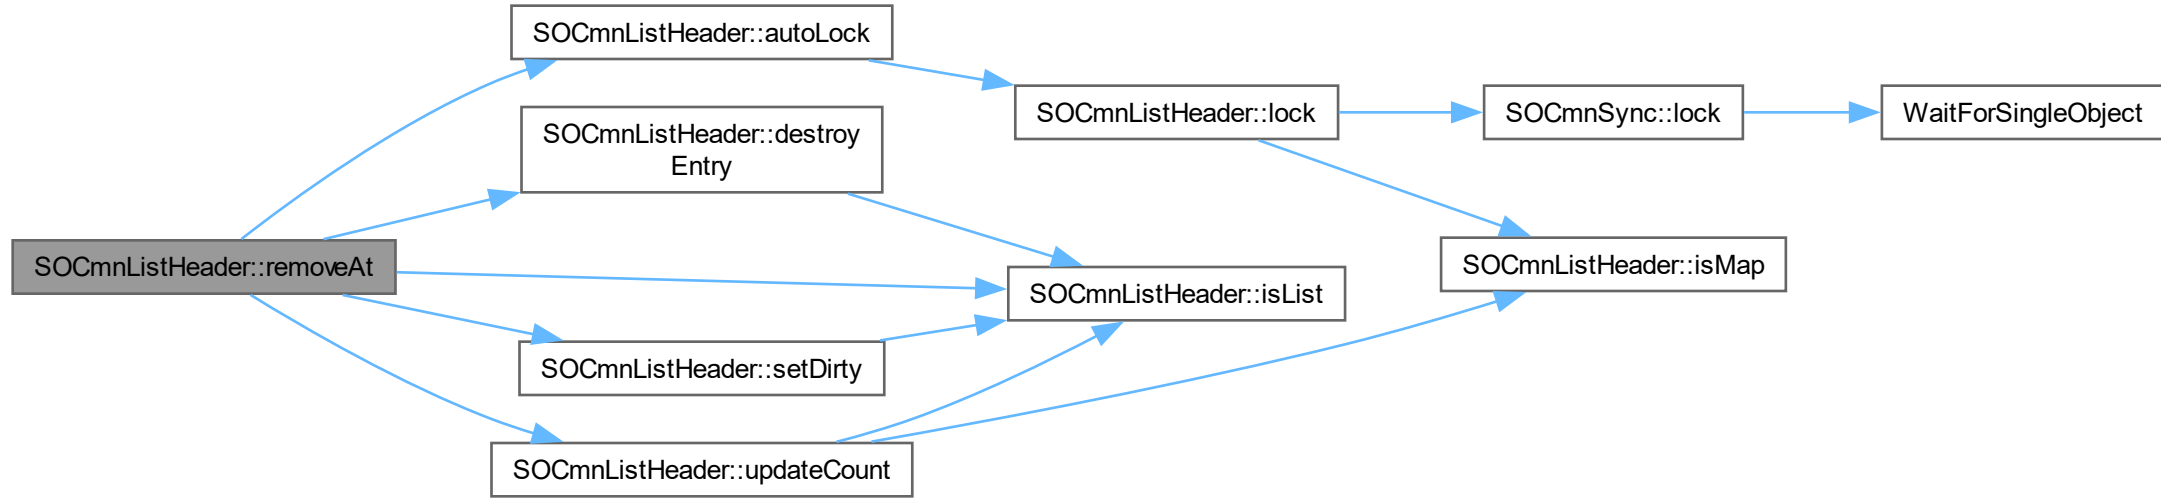 SOCmnListHeader::autoLock
SOCmnListHeader::lock
SOCmnSync::lock
WaitForSingleObject
SOCmnListHeader::destroy
Entry
SOCmnListHeader::removeAt
SOCmnListHeader::isMap
SOCmnListHeader::isList
SOCmnListHeader::setDirty
SOCmnListHeader::updateCount